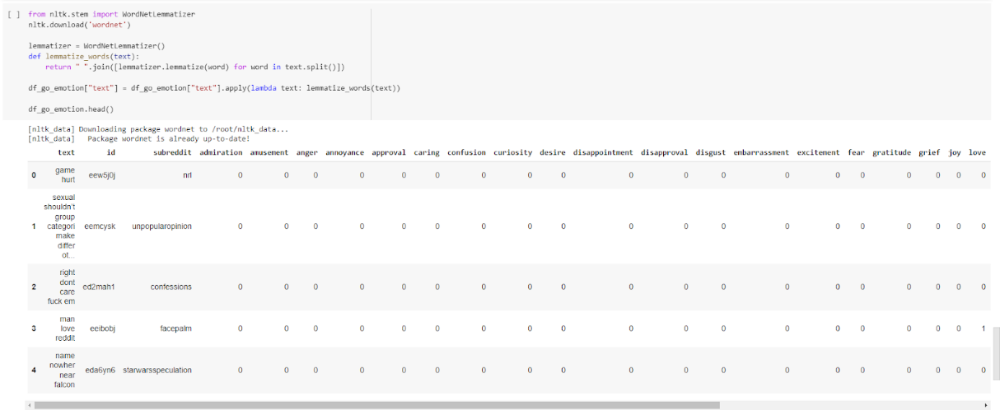 [ ] from nltk.stem import WordNetLemmatizer
nltk.download('wordnet')
lemmatizer = WordNetLemmatizer()
def lemmatize_words(text):
return " ".join([lemmatizer.lemmatize(word) for word in text.split()])
df_go_emotion["text"] = df_go_emotion["text"].apply(lambda text: lemmatize_words(text))
df_go_emotion.head()
[nltk_data] Downloading package wordnet to /root/nltk_data...
[nltk_data] Package wordnet is already up-to-date!
text id subreddit admiration amusement anger annoyance approval caring confusion curiosity desire disappointment disapproval disgust embarrassment excitement fear gratitude grief joy love
game
0 eew5j0j nrl 0 0 0 0 0 0 0 0 0 0 0 0 0 0 0 0 0 0 0
hurt
sexual
shouldn't
group
1 categori eemcysk unpopularopinion 0 0 0 0 0 0 0 0 0 0 0 0 0 0 0 0 0 0 0
make
differ
ot...
right
dont
2 care ed2mah1 confessions 0 0 0 0 0 0 0 0 0 0 0 0 0 0 0 0 0 0 0
fuck em
man
3 love eeibobj facepalm 0 0 0 0 0 0 0 0 0 0 0 0 0 0 0 0 0 0 1
reddit
name
nowher
4 near eda6yn6 starwarsspeculation 0 0 0 0 0 0 0 0 0 0 0 0 0 0 0 0 0 0 0
falcon